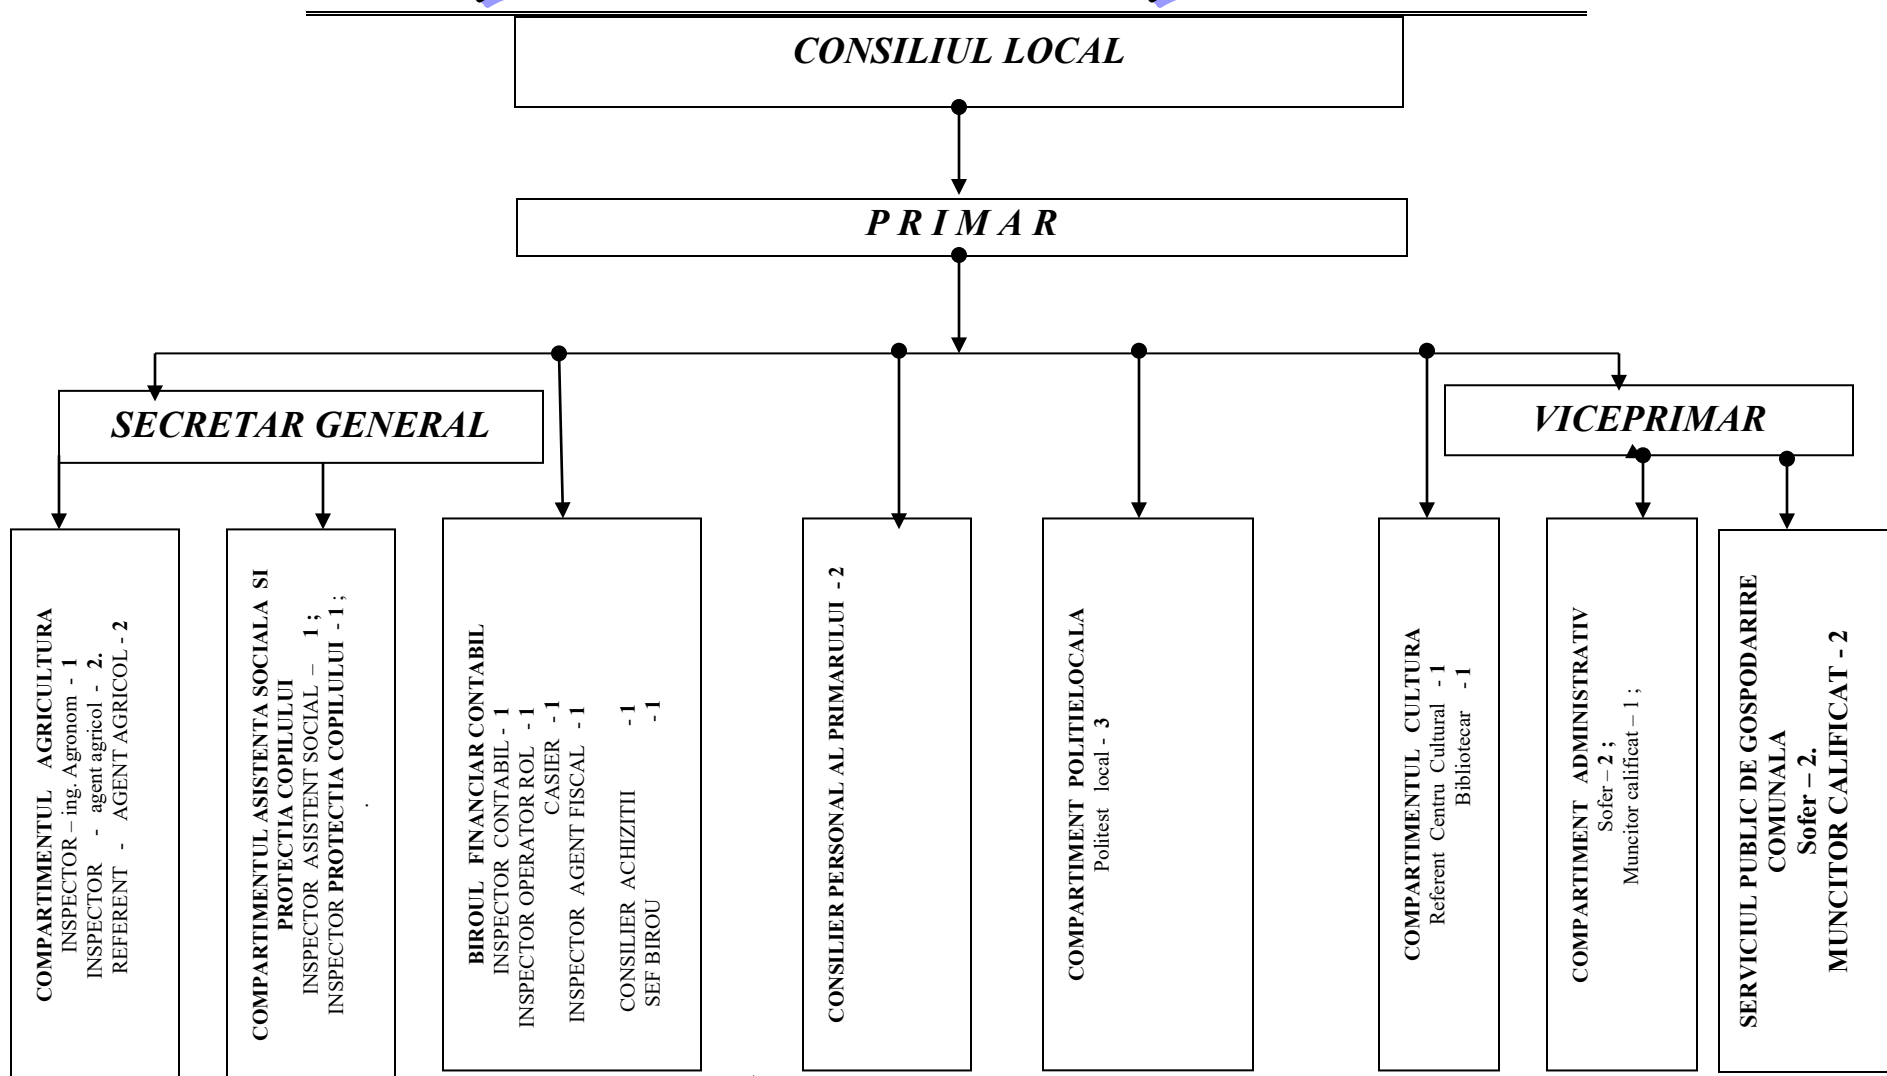 CONSILIUL LOCAL
P R I M A R
SECRETAR GENERAL
VICEPRIMAR
COMPARTIMENTUL AGRICULTURA
INSPECTOR – ing. Agronom - 1
INSPECTOR - agent agricol - 2.
REFERENT - AGENT AGRICOL - 2
COMPARTIMENTUL ASISTENTA SOCIALA SI
PROTECTIA COPILULUI
INSPECTOR ASISTENT SOCIAL – 1 ;
INSPECTOR PROTECTIA COPILULUI - 1 ;
.
BIROUL FINANCIAR CONTABIL
INSPECTOR CONTABIL - 1
INSPECTOR OPERATOR ROL - 1
CASIER - 1
INSPECTOR AGENT FISCAL - 1
CONSILIER ACHIZITII - 1
SEF BIROU - 1
CONSILIER PERSONAL AL PRIMARULUI - 2
COMPARTIMENT POLITIELOCALA
Politest local - 3
COMPARTIMENTUL CULTURA
Referent Centru Cultural - 1
Bibliotecar - 1
COMPARTIMENT ADMINISTRATIV
Sofer – 2 ;
Muncitor calificat – 1 ;
SERVICIUL PUBLIC DE GOSPODARIRE
COMUNALA
Sofer – 2.
MUNCITOR CALIFICAT - 2